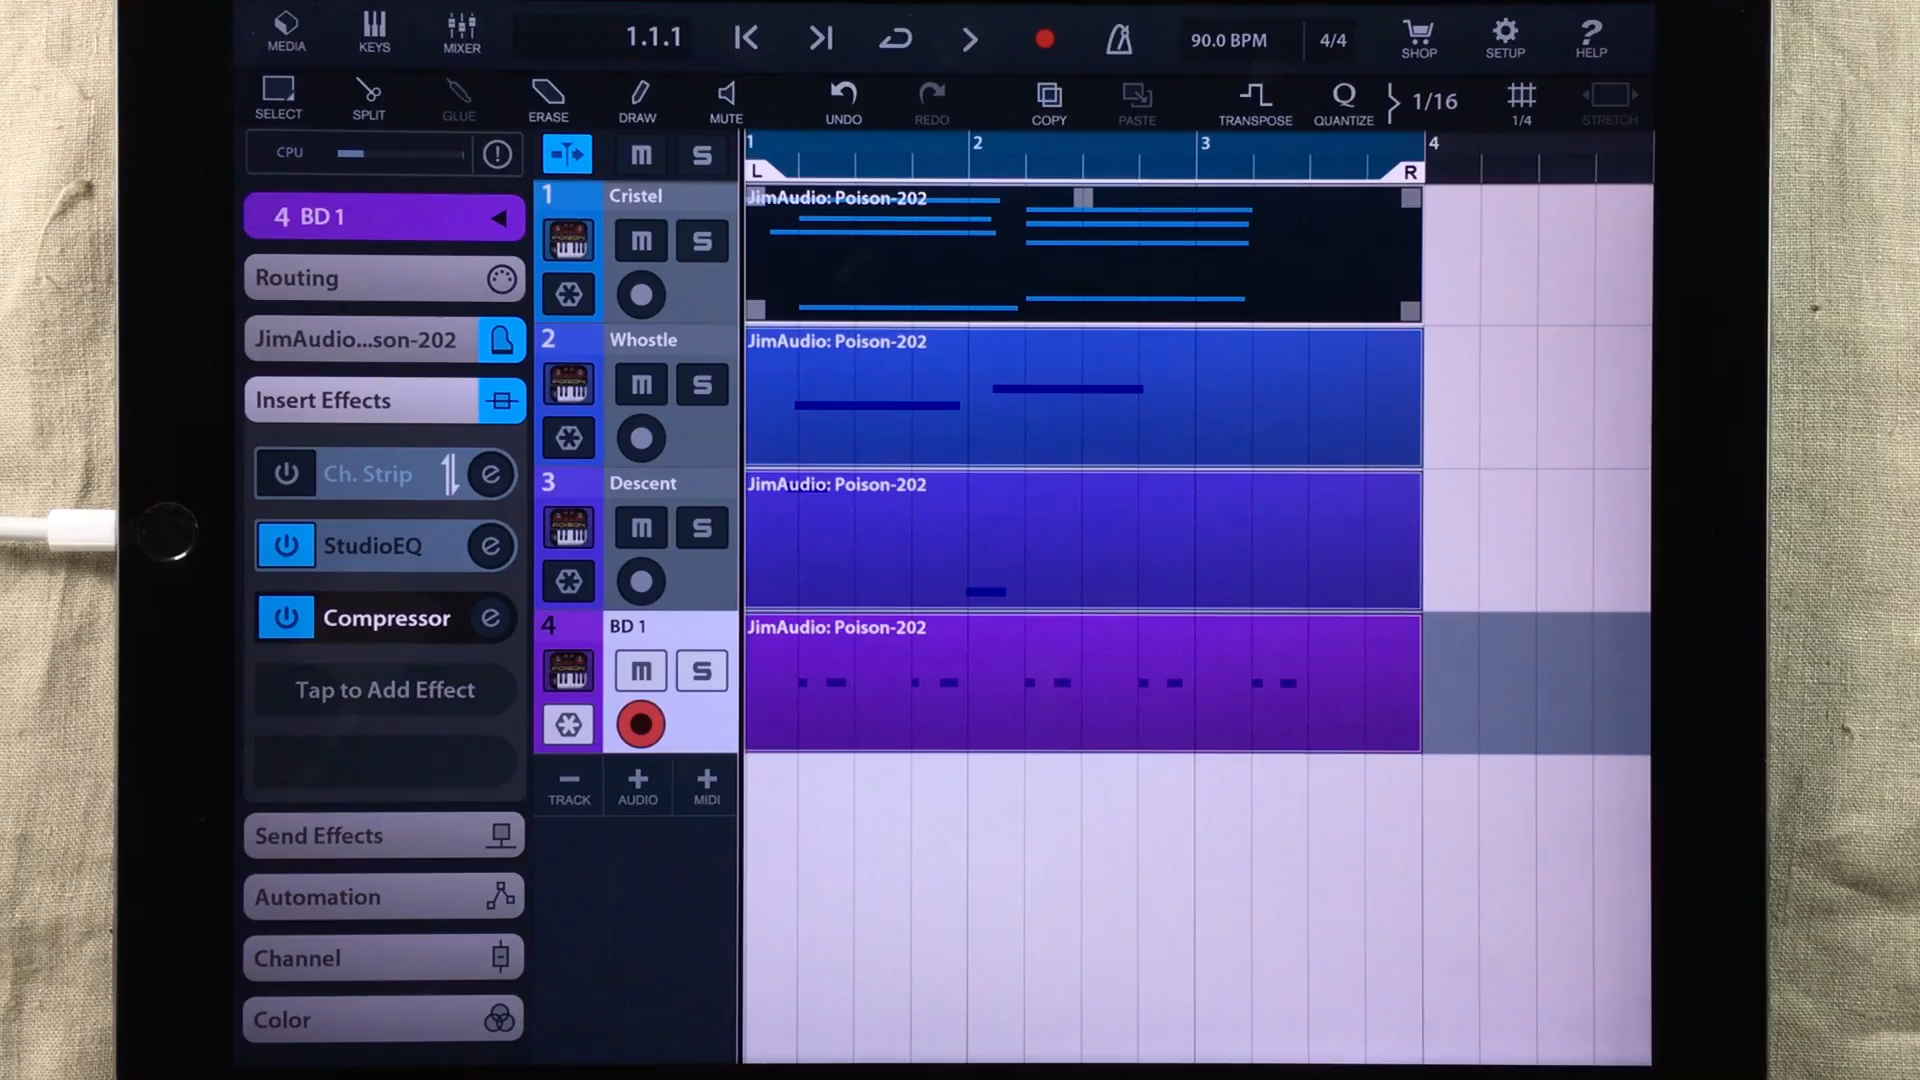 MEDIA
KEYS
MIXER
1.1.1
90.0 BPM
4/4
SHOP
SETUP
HELP
SELECT
SPLIT
GLUE
ERASE
DRAW
MUTE
UNDO
REDO
COPY
PASTE
TRANSPOSE
Q
QUANTIZE
1/16
1/4
STRETCH
CPU
M S
1 2 3 4
L R
4 BD 1
Routing
JimAudio...son-202
Insert Effects
Ch. Strip e
StudioEQ e
Compressor e
Tap to Add Effect
Send Effects
Automation
Channel
Color
1 Cristel
M S
JimAudio: Poison-202
2 Whostle
M S
JimAudio: Poison-202
3 Descent
M S
JimAudio: Poison-202
4 BD 1
M S
JimAudio: Poison-202
TRACK
AUDIO
MIDI